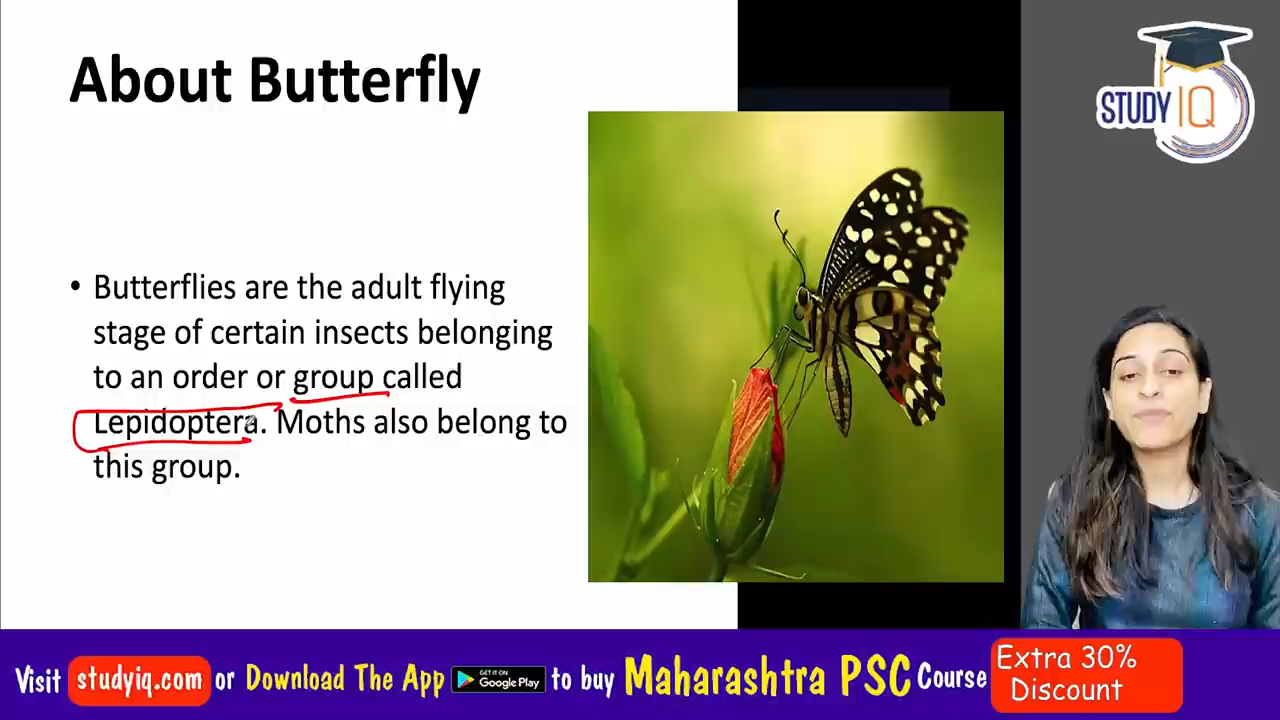 About Butterfly
• Butterflies are the adult flying
stage of certain insects belonging
to an order or group called
Lepidoptera. Moths also belong to
this group.
STUDY IQ
Visit studyiq.com or Download The App GET IT ON Google Play to buy Maharashtra PSC Course Extra 30% Discount